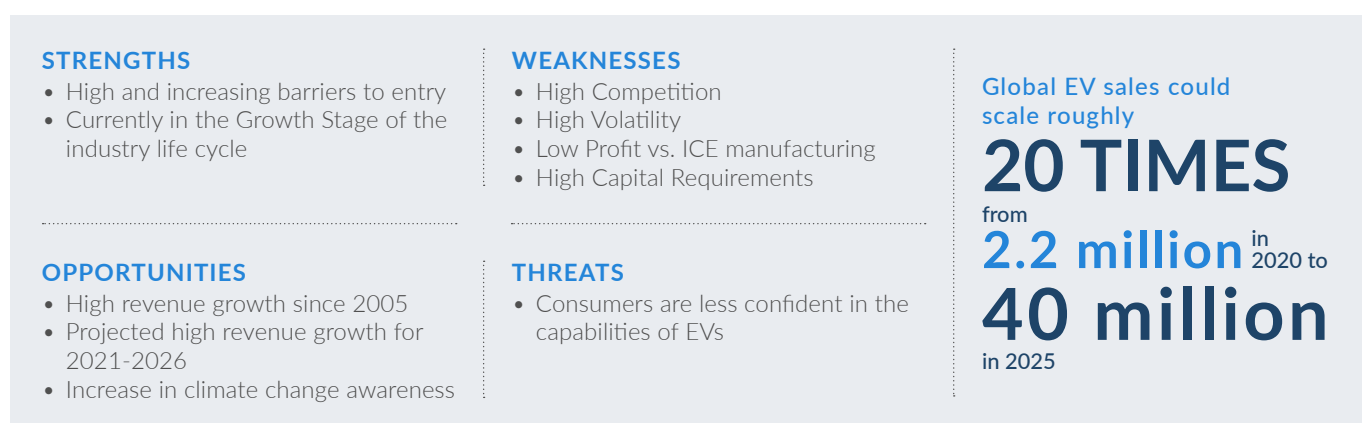 STRENGTHS
• High and increasing barriers to entry
• Currently in the Growth Stage of the
industry life cycle
WEAKNESSES
• High Competition
• High Volatility
• Low Profit vs. ICE manufacturing
• High Capital Requirements
OPPORTUNITIES
• High revenue growth since 2005
• Projected high revenue growth for
2021-2026
• Increase in climate change awareness
THREATS
• Consumers are less confident in the
capabilities of EVs
Global EV sales could
scale roughly
20 TIMES
from
2.2 million in
2020 to
40 million
in 2025